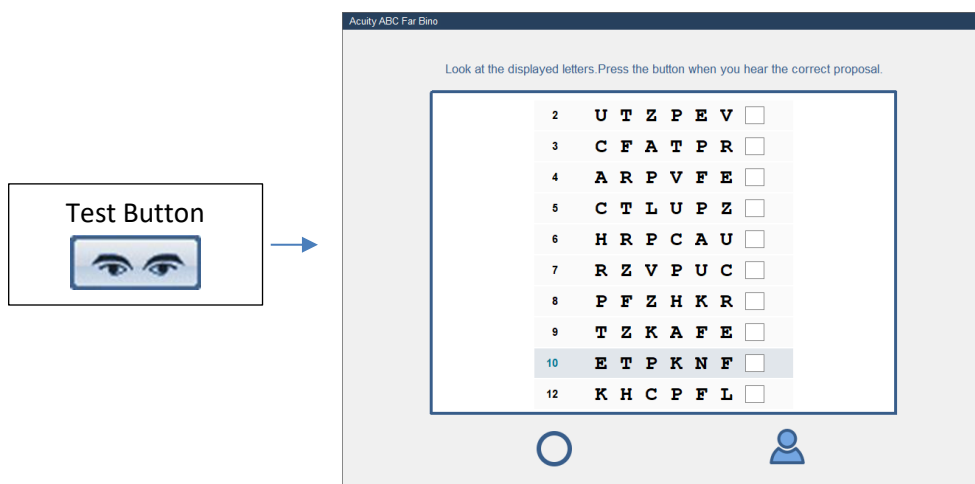 Acuity ABC Far Bino
Look at the displayed letters.Press the button when you hear the correct proposal.
2 U T Z P E V
3 C F A T P R
4 A R P V F E
5 C T L U P Z
6 H R P C A U
7 R Z V P U C
8 P F Z H K R
9 T Z K A F E
10 E T P K N F
12 K H C P F L
Test Button